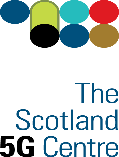 The
Scotland
5G Centre